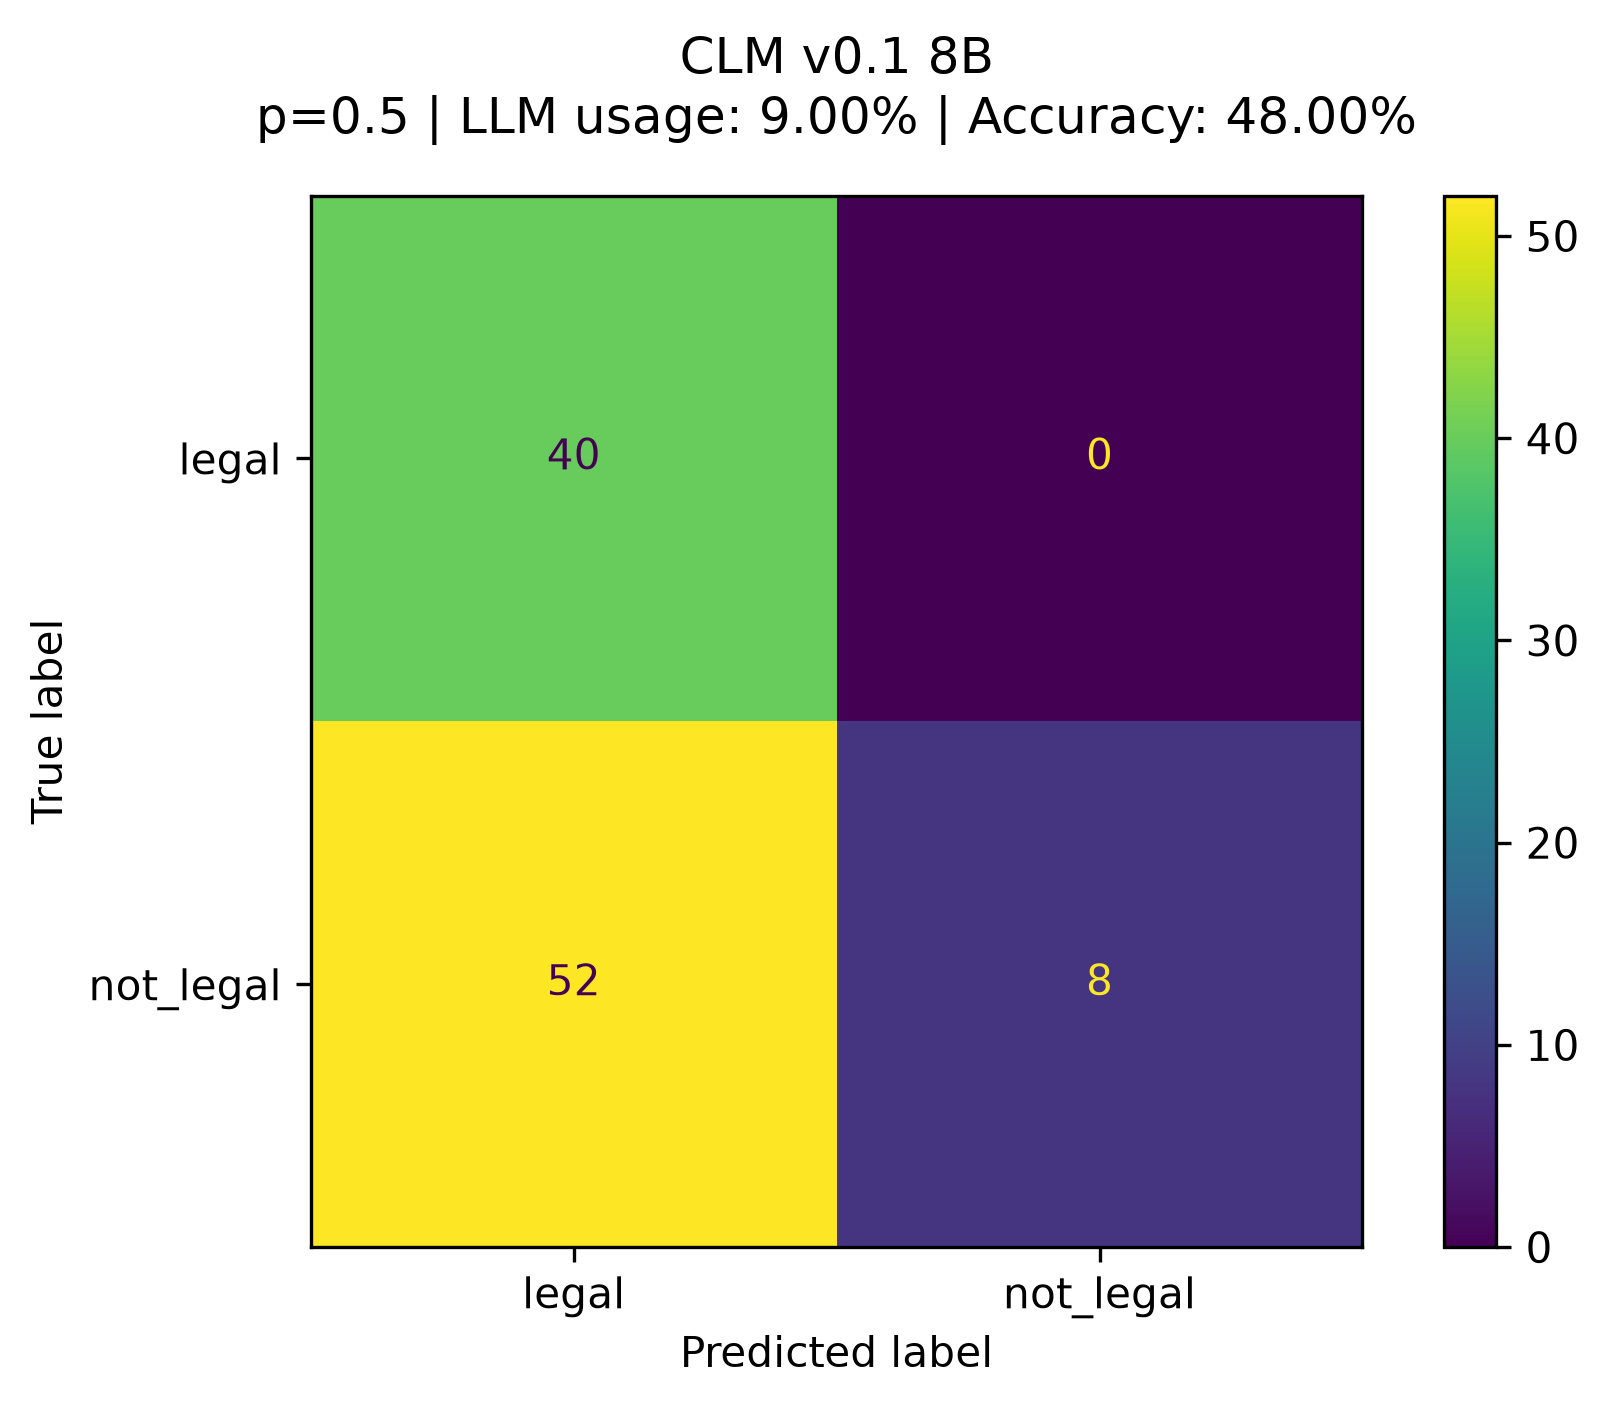 CLM v0.1 8B
p=0.5 | LLM usage: 9.00% | Accuracy: 48.00%
True label
legal
40
0
not_legal
52
8
legal
not_legal
Predicted label
50
40
30
20
10
0